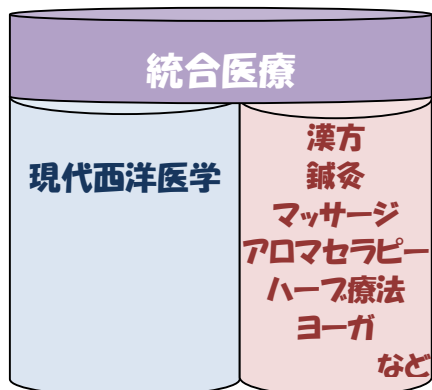 統合医療
現代西洋医学
漢方
鍼灸
マッサージ
アロマセラピー
ハーブ療法
ヨーガ
など